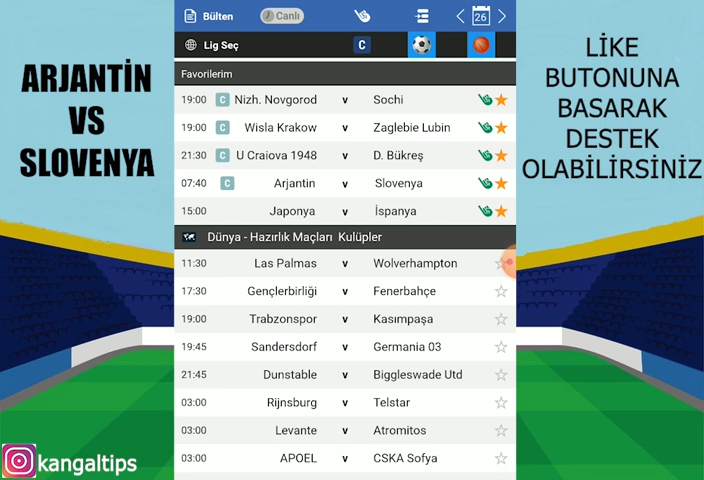 ARJANTİN
VS
SLOVENYA
LİKE
BUTONUNA
BASARAK
DESTEK
OLABİLİRSİNİZ
Bülten Canlı 26
Lig Seç C
Favorilerim
19:00 C Nizh. Novgorod v Sochi
19:00 C Wisla Krakow v Zaglebie Lubin
21:30 C U Craiova 1948 v D. Bükreş
07:40 C Arjantin v Slovenya
15:00 Japonya v İspanya
Dünya - Hazırlık Maçları Kulüpler
11:30 Las Palmas v Wolverhampton
17:30 Gençlerbirliği v Fenerbahçe
19:00 Trabzonspor v Kasımpaşa
19:45 Sandersdorf v Germania 03
21:45 Dunstable v Biggleswade Utd
03:00 Rijnsburg v Telstar
03:00 Levante v Atromitos
03:00 APOEL v CSKA Sofya
kangaltips